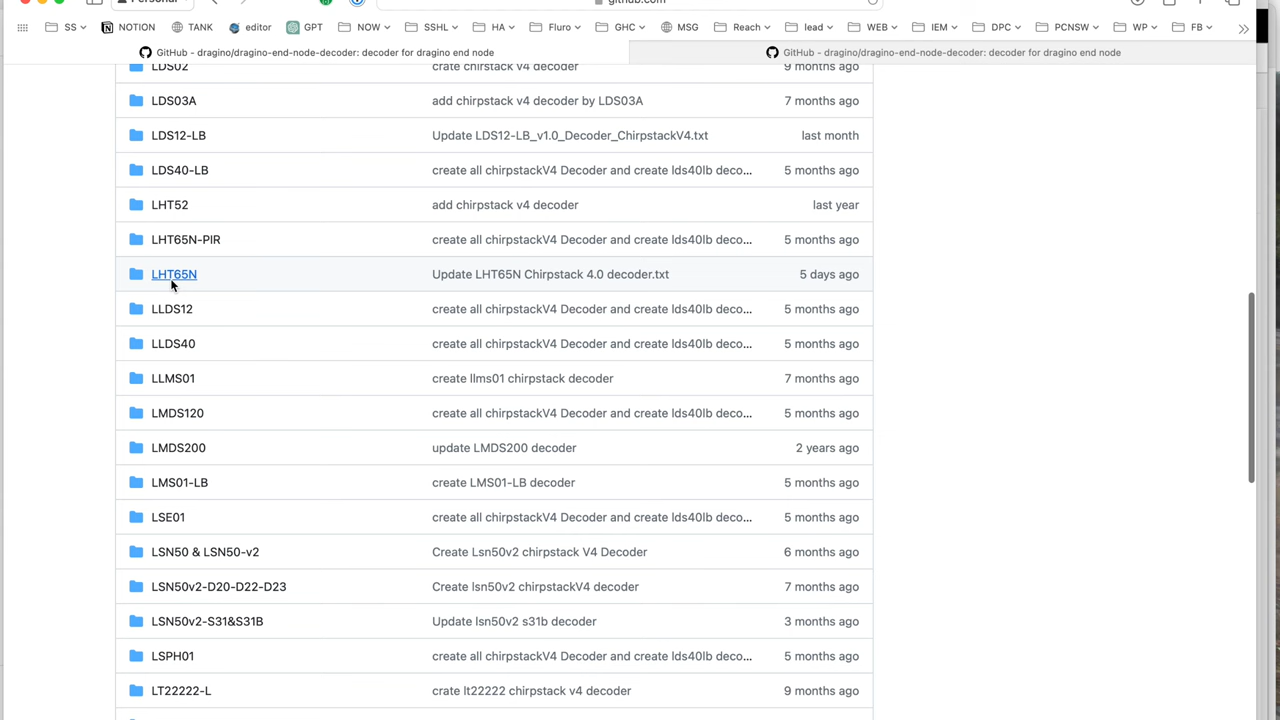 Personal
github.com
SS NOTION TANK editor GPT NOW SSHL HA Fluro GHC MSG Reach lead WEB IEM DPC PCNSW WP FB
GitHub - dragino/dragino-end-node-decoder: decoder for dragino end node GitHub - dragino/dragino-end-node-decoder: decoder for dragino end node
LDS02 crate chirstack v4 decoder 9 months ago
LDS03A add chirpstack v4 decoder by LDS03A 7 months ago
LDS12-LB Update LDS12-LB_v1.0_Decoder_ChirpstackV4.txt last month
LDS40-LB create all chirpstackV4 Decoder and create lds40lb deco... 5 months ago
LHT52 add chirpstack v4 decoder last year
LHT65N-PIR create all chirpstackV4 Decoder and create lds40lb deco... 5 months ago
LHT65N Update LHT65N Chirpstack 4.0 decoder.txt 5 days ago
LLDS12 create all chirpstackV4 Decoder and create lds40lb deco... 5 months ago
LLDS40 create all chirpstackV4 Decoder and create lds40lb deco... 5 months ago
LLMS01 create llms01 chirpstack decoder 7 months ago
LMDS120 create all chirpstackV4 Decoder and create lds40lb deco... 5 months ago
LMDS200 update LMDS200 decoder 2 years ago
LMS01-LB create LMS01-LB decoder 5 months ago
LSE01 create all chirpstackV4 Decoder and create lds40lb deco... 5 months ago
LSN50 & LSN50-v2 Create Lsn50v2 chirpstack V4 Decoder 6 months ago
LSN50v2-D20-D22-D23 Create lsn50v2 chirpstackV4 decoder 7 months ago
LSN50v2-S31&S31B Update lsn50v2 s31b decoder 3 months ago
LSPH01 create all chirpstackV4 Decoder and create lds40lb deco... 5 months ago
LT22222-L crate lt22222 chirpstack v4 decoder 9 months ago